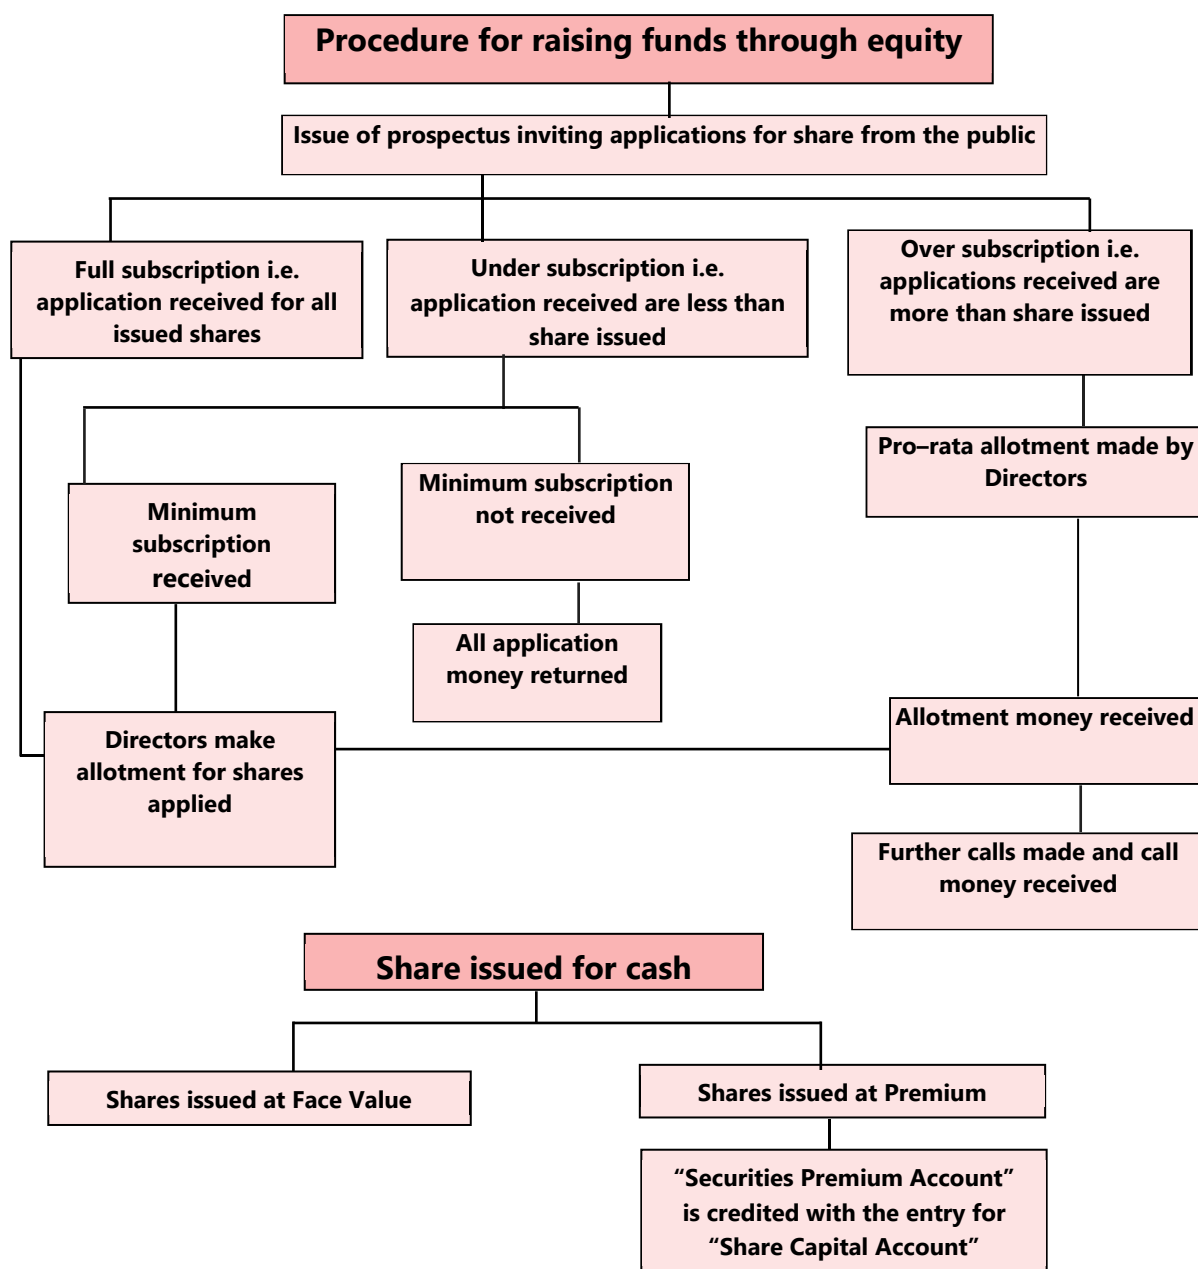 Procedure for raising funds through equity
Issue of prospectus inviting applications for share from the public
Full subscription i.e.
application received for all
issued shares
Under subscription i.e.
application received are less than
share issued
Over subscription i.e.
applications received are
more than share issued
Pro–rata allotment made by
Directors
Minimum
subscription
received
Minimum subscription
not received
All application
money returned
Directors make
allotment for shares
applied
Allotment money received
Further calls made and call
money received
Share issued for cash
Shares issued at Face Value
Shares issued at Premium
“Securities Premium Account”
is credited with the entry for
“Share Capital Account”